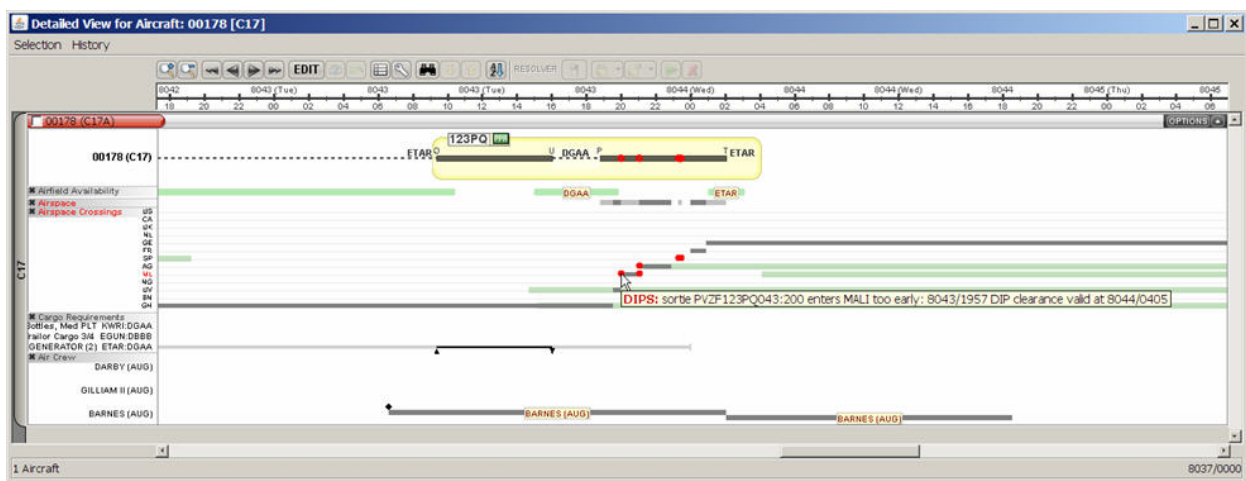 Detailed View for Aircraft: 00178 [C17]
Selection History
EDIT RESOLVER
8042 8043 (Tue) 8043 8043 (Tue) 8043 8044 (Wed) 8044 8044 (Wed) 8044 8045 (Thu) 8045
18 20 22 00 02 04 06 08 10 12 14 16 18 20 22 00 02 04 06 08 10 12 14 16 18 20 22 00 02 04 06
00178 (C17A) OPTIONS
123PQ
00178 (C17) ETAR O U DGAA P T ETAR
Airfield Availability DGAA ETAR
Airspace
Airspace Crossings US
CA
UK
NL
GE
FR
SP
AG
ML
NG
UV
BN
GH
C17
DIPS: sortie PVZF123PQ043:200 enters MALI too early: 8043/1957 DIP clearance valid at 8044/0405
Cargo Requirements
ottles, Med PLT KWRI:DGAA
railor Cargo 3/4 EGUN:DBBB
GENERATOR (2) ETAR:DGAA
Air Crew
DARBY (AUG)
GILLIAM II (AUG)
BARNES (AUG) BARNES (AUG) BARNES (AUG)
1 Aircraft 8037/0000